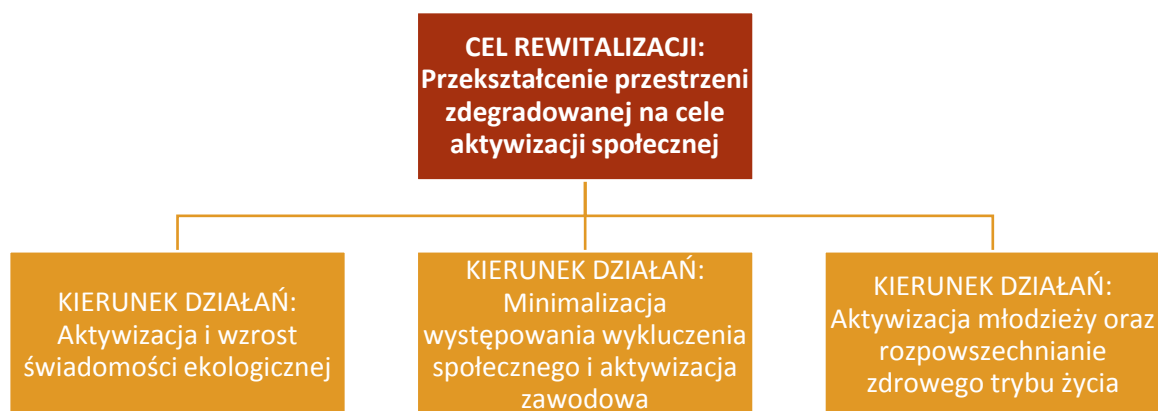 CEL REWITALIZACJI:
Przekształcenie przestrzeni
zdegradowanej na cele
aktywizacji społecznej
KIERUNEK DZIAŁAŃ:
Aktywizacja i wzrost
świadomości ekologicznej
KIERUNEK DZIAŁAŃ:
Minimalizacja
występowania wykluczenia
społecznego i aktywizacja
zawodowa
KIERUNEK DZIAŁAŃ:
Aktywizacja młodzieży oraz
rozpowszechnianie
zdrowego trybu życia